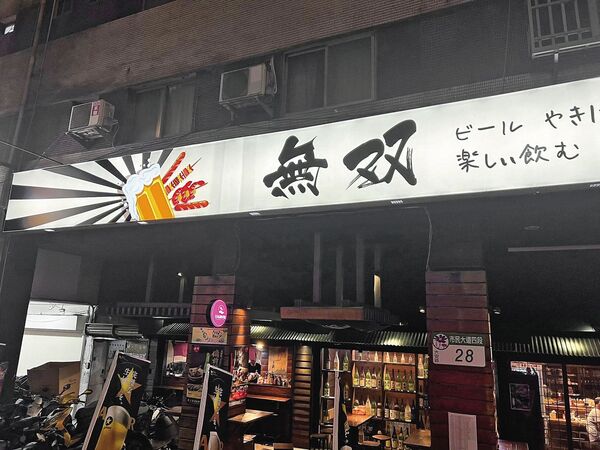 無双
ビール やき
楽しい飲む
市民大道四段
28